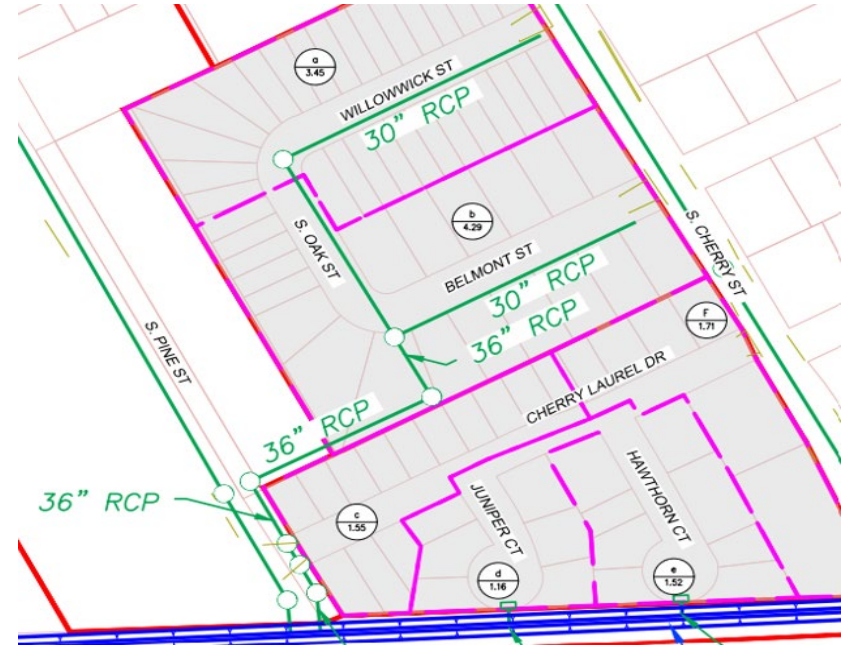 a
3.45
WILLOWWICK ST
30" RCP
b
4.29
S. OAK ST
S. CHERRY ST
BELMONT ST
30" RCP
36" RCP
F
1.71
S. PINE ST
CHERRY LAUREL DR
36" RCP
36" RCP
c
1.55
JUNIPER CT
HAWTHORN CT
d
1.16
e
1.52